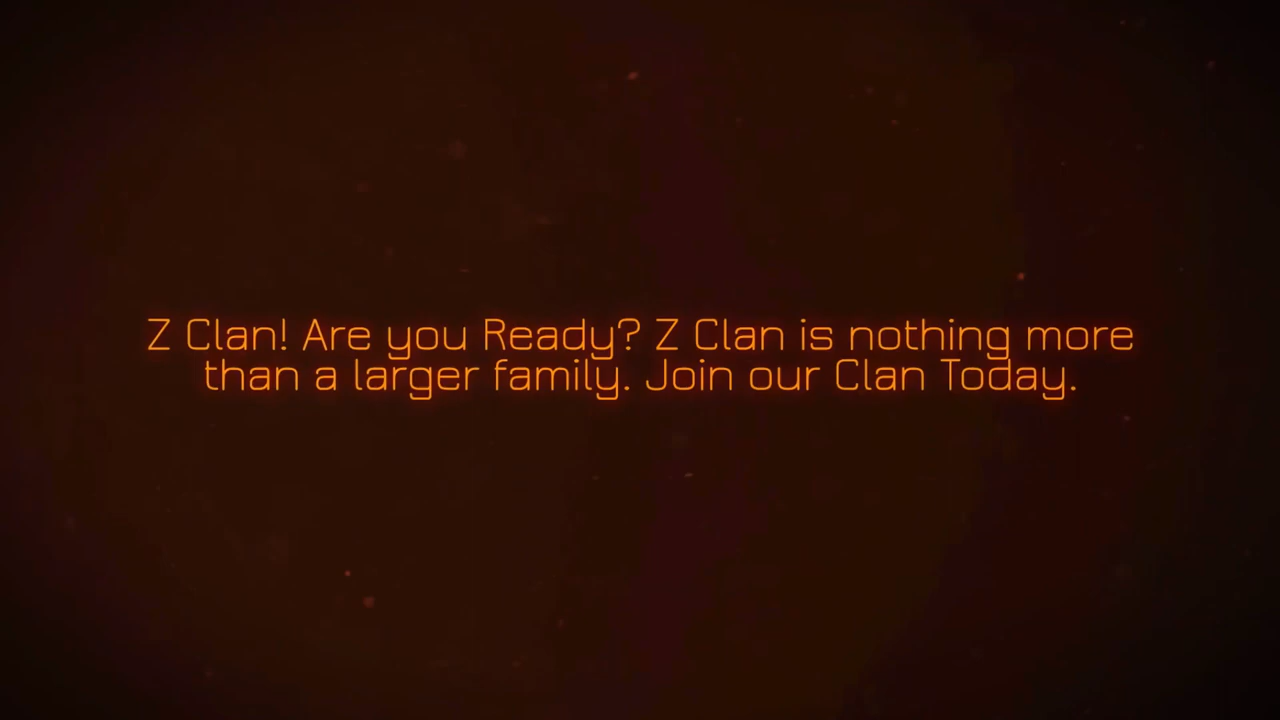 Z Clan! Are you Ready? Z Clan is nothing more
than a larger family. Join our Clan Today.